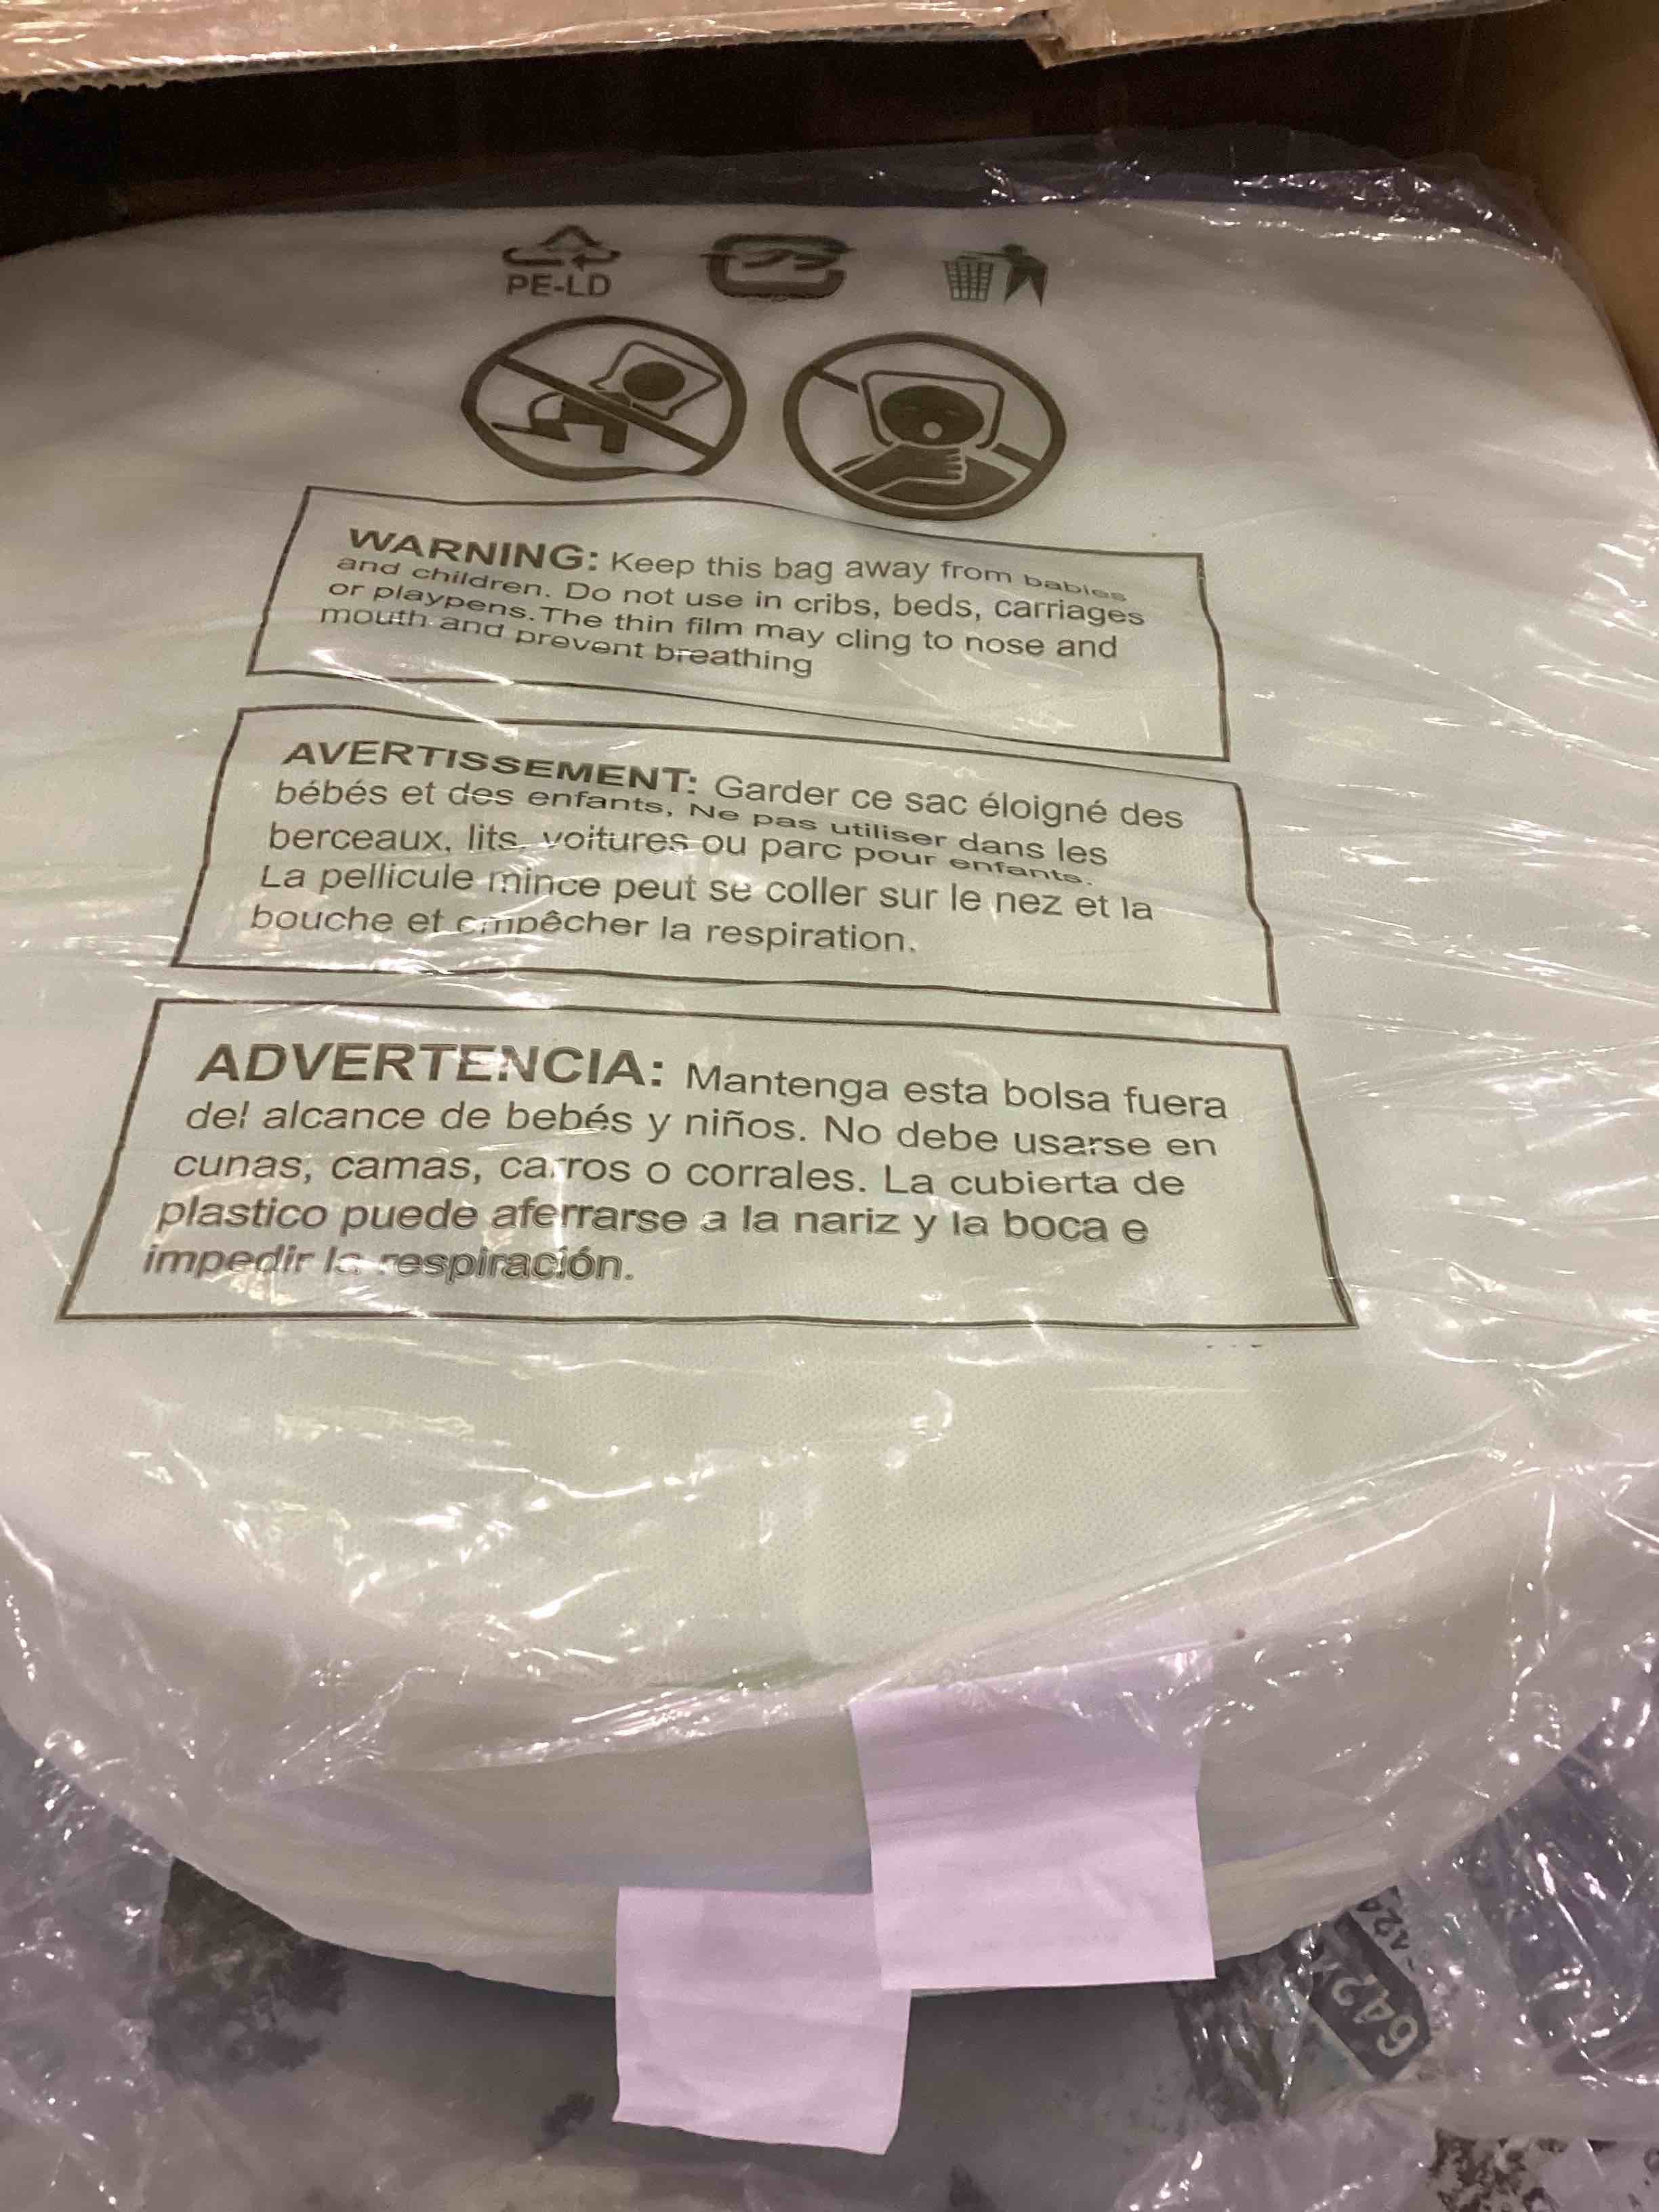 PE-LD
WARNING: Keep this bag away from babies
and children. Do not use in cribs, beds, carriages
or playpens. The thin film may cling to nose and
mouth and prevent breathing
AVERTISSEMENT: Garder ce sac éloigné des
bébés et des enfants, Ne pas utiliser dans les
berceaux, lits, voitures ou parc pour enfants.
La pellicule mince peut se coller sur le nez et la
bouche et empêcher la respiration.
ADVERTENCIA: Mantenga esta bolsa fuera
del alcance de bebés y niños. No debe usarse en
cunas, camas, carros o corrales. La cubierta de
plastico puede aferrarse a la nariz y la boca e
impedir la respiración.